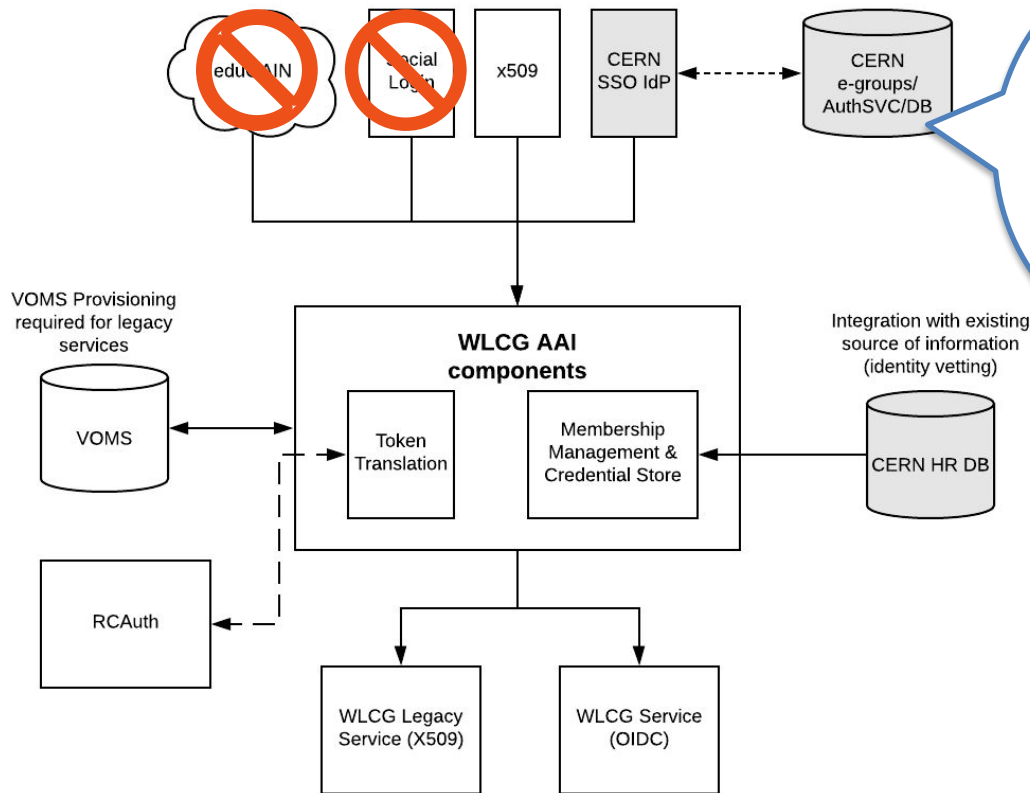 Login
x509
CERN
SSO IdP
CERN
e-groups/
AuthSVC/DB
VOMS Provisioning
required for legacy
services
VOMS
WLCG AAI
components
Token
Translation
Membership
Management &
Credential Store
Integration with existing
source of information
(identity vetting)
CERN HR DB
RCAuth
WLCG Legacy
Service (X509)
WLCG Service
(OIDC)